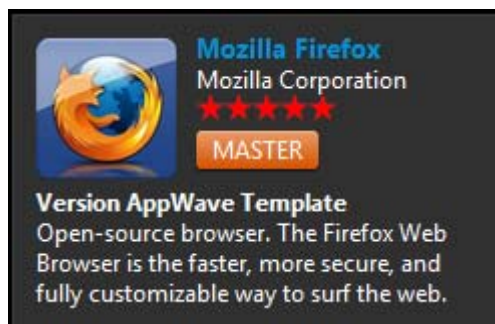 Mozilla Firefox
Mozilla Corporation
MASTER
Version AppWave Template
Open-source browser. The Firefox Web
Browser is the faster, more secure, and
fully customizable way to surf the web.